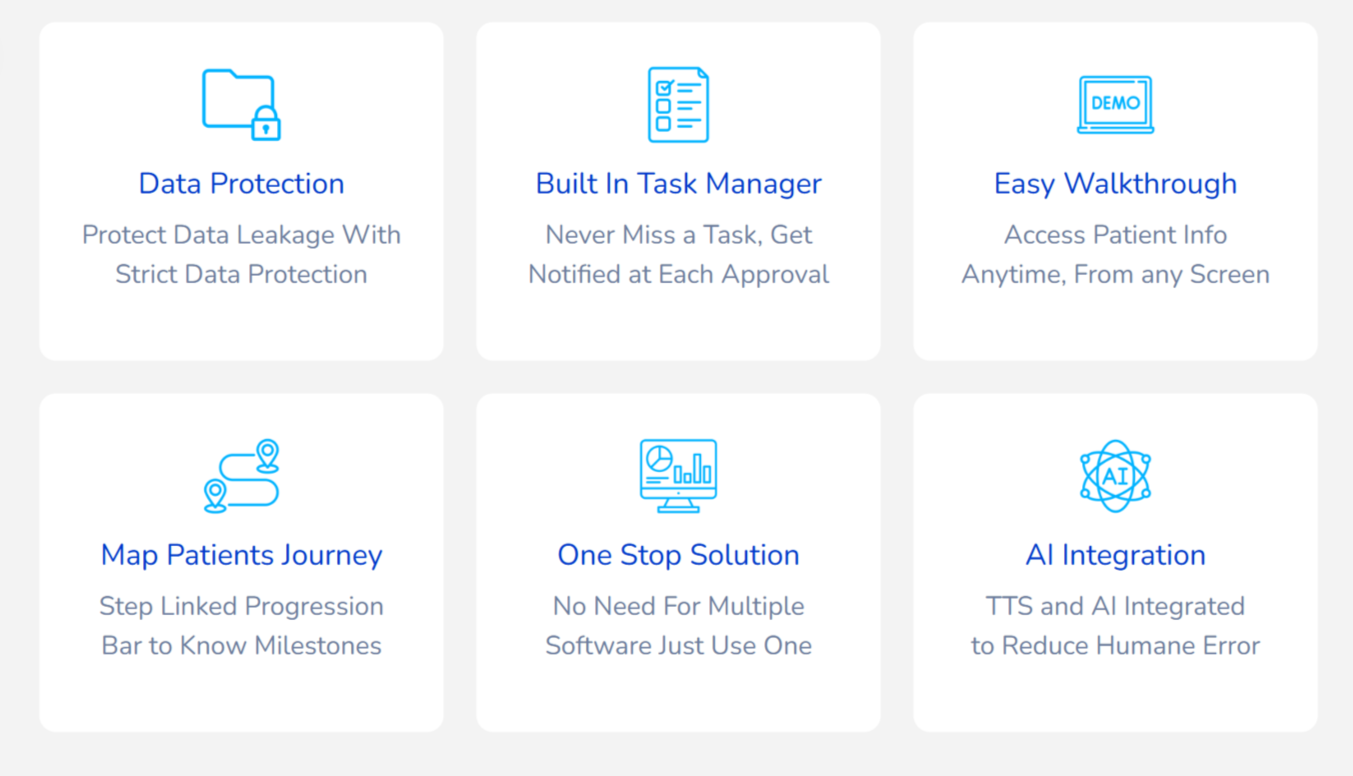 Data Protection
Protect Data Leakage With
Strict Data Protection
Built In Task Manager
Never Miss a Task, Get
Notified at Each Approval
DEMO
Easy Walkthrough
Access Patient Info
Anytime, From any Screen
Map Patients Journey
Step Linked Progression
Bar to Know Milestones
One Stop Solution
No Need For Multiple
Software Just Use One
AI
AI Integration
TTS and AI Integrated
to Reduce Humane Error